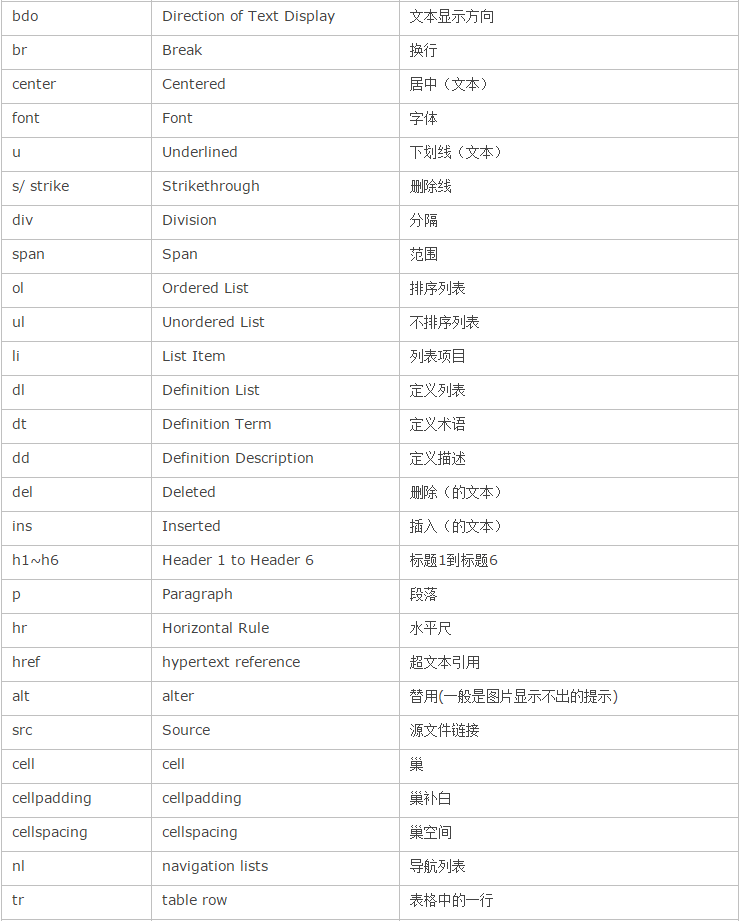 bdo Direction of Text Display 文本显示方向
br Break 换行
center Centered 居中（文本）
font Font 字体
u Underlined 下划线（文本）
s/ strike Strikethrough 删除线
div Division 分隔
span Span 范围
ol Ordered List 排序列表
ul Unordered List 不排序列表
li List Item 列表项目
dl Definition List 定义列表
dt Definition Term 定义术语
dd Definition Description 定义描述
del Deleted 删除（的文本）
ins Inserted 插入（的文本）
h1~h6 Header 1 to Header 6 标题1到标题6
p Paragraph 段落
hr Horizontal Rule 水平尺
href hypertext reference 超文本引用
alt alter 替用(一般是图片显示不出的提示)
src Source 源文件链接
cell cell 巢
cellpadding cellpadding 巢补白
cellspacing cellspacing 巢空间
nl navigation lists 导航列表
tr table row 表格中的一行